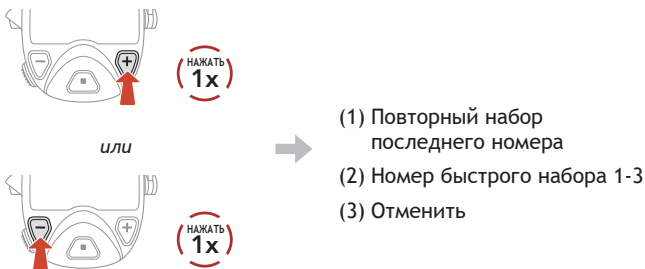 НАЖАТЬ
1x
или
НАЖАТЬ
1x
(1) Повторный набор
последнего номера
(2) Номер быстрого набора 1-3
(3) Отменить